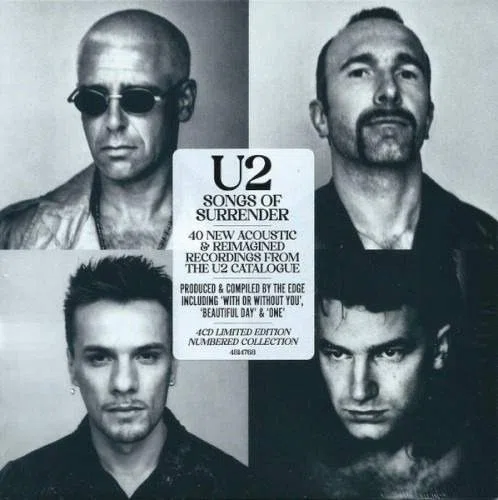 U2
SONGS OF
SURRENDER
40 NEW ACOUSTIC
& REIMAGINED
RECORDINGS FROM
THE U2 CATALOGUE
PRODUCED & COMPILED BY THE EDGE
INCLUDING ‘WITH OR WITHOUT YOU’,
‘BEAUTIFUL DAY’ & ‘ONE’
4CD LIMITED EDITION
NUMBERED COLLECTION
4814768